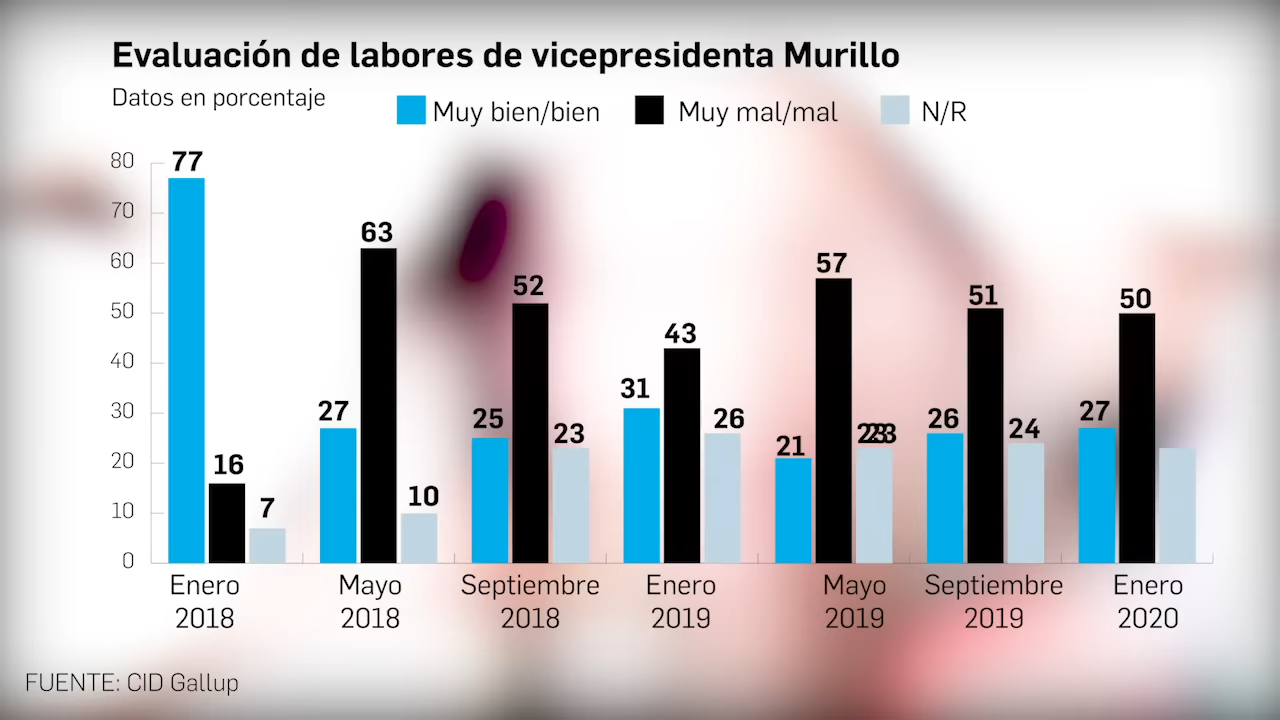 Evaluación de labores de vicepresidenta Murillo
Datos en porcentaje
Muy bien/bien Muy mal/mal N/R
80
70
60
50
40
30
20
10
0
77 16 7
27 63 10
25 52 23
31 43 26
21 57
26 51 24
27 50
Enero
2018
Mayo
2018
Septiembre
2018
Enero
2019
Mayo
2019
Septiembre
2019
Enero
2020
FUENTE: CID Gallup